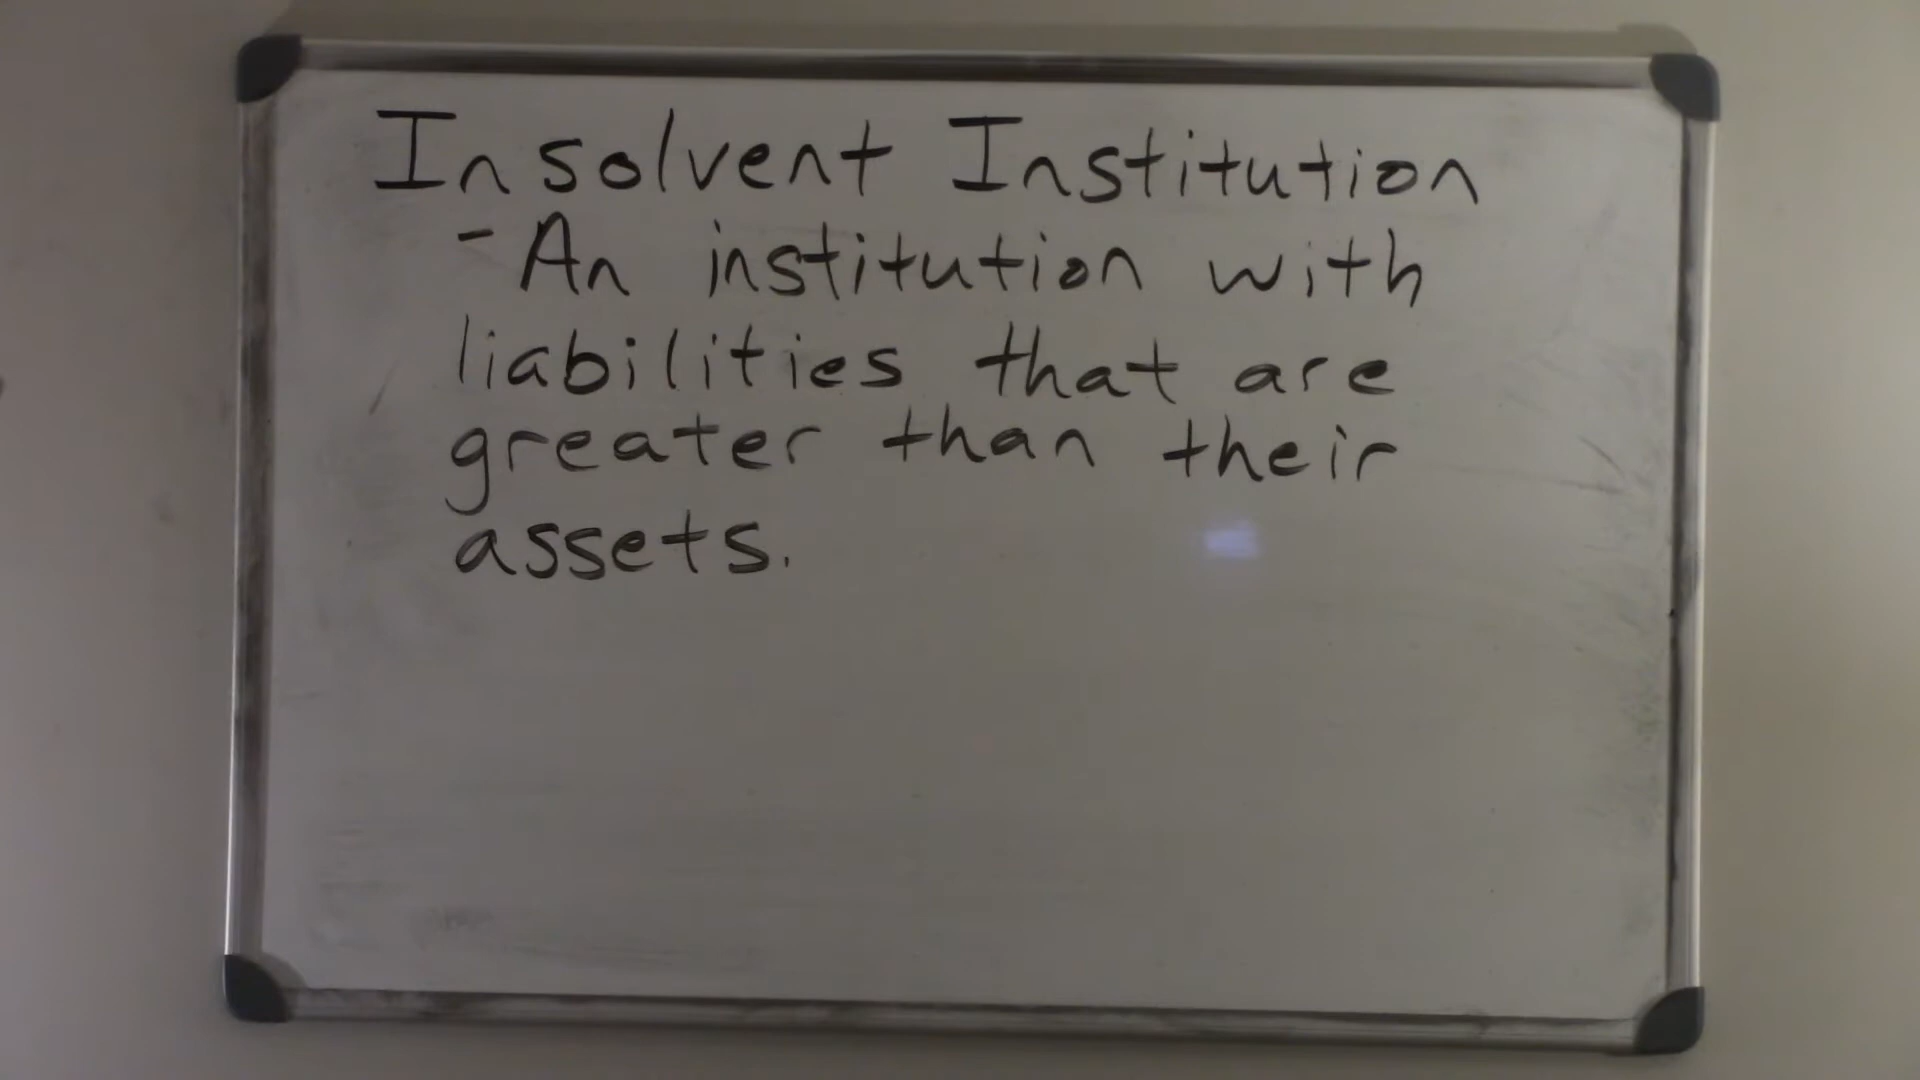 Insolvent Institution
- An institution with
liabilities that are
greater than their
assets.